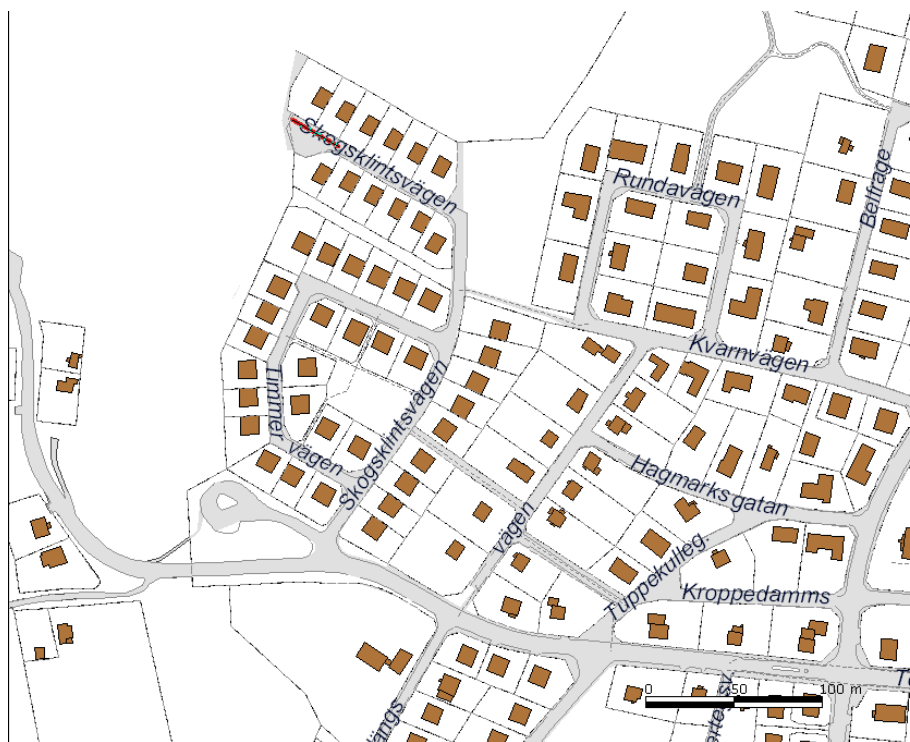 Skogsklintsvägen
Rundavägen
Belfrage
Kvarnvägen
Timmer
vägen
Skogsklintsvägen
Hagmarksgatan
vägen
Tuppekulleg.
Kroppedamms
0 50 100 m